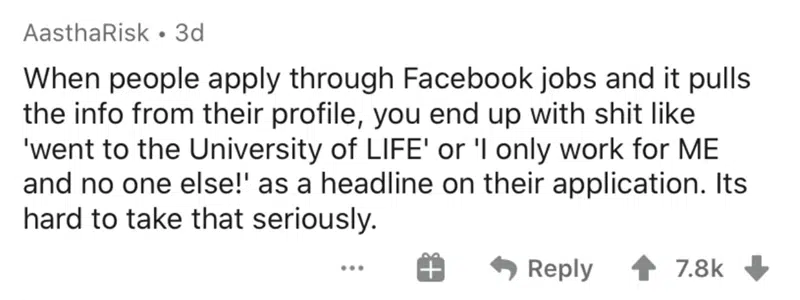 AasthaRisk • 3d
When people apply through Facebook jobs and it pulls
the info from their profile, you end up with shit like
'went to the University of LIFE' or 'I only work for ME
and no one else!' as a headline on their application. Its
hard to take that seriously.
... Reply 7.8k